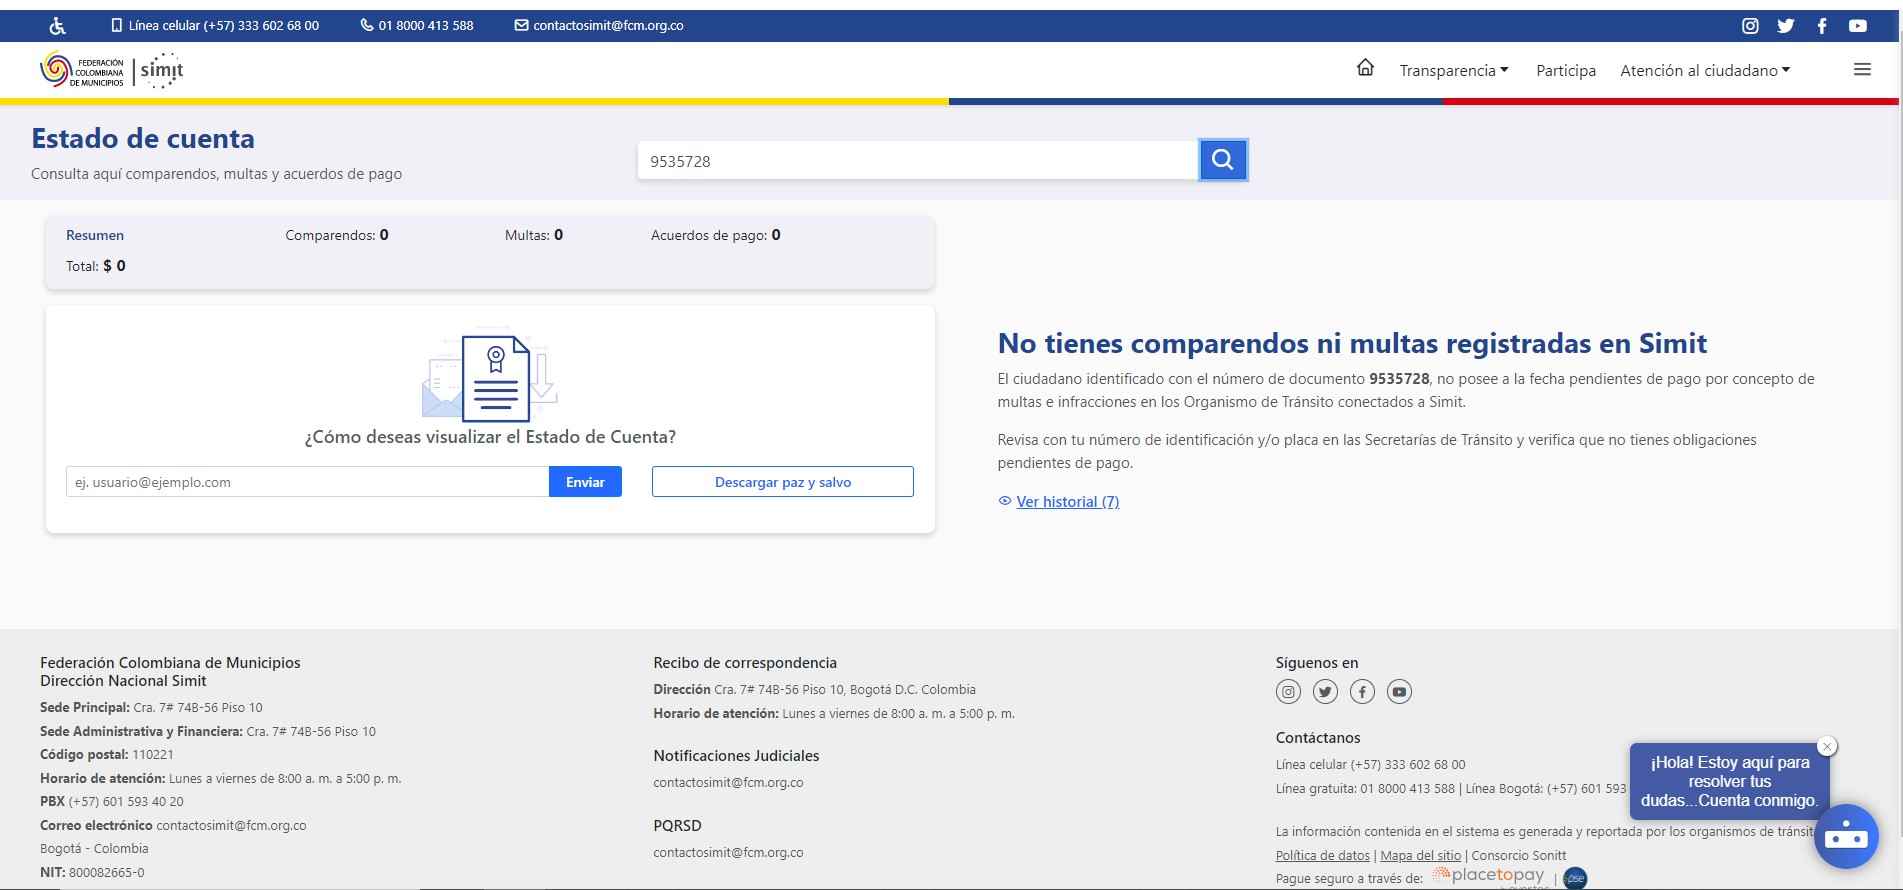 Línea celular (+57) 333 602 68 00 01 8000 413 588 contactosimit@fcm.org.co
FEDERACIÓN
COLOMBIANA
DE MUNICIPIOS
simit
Transparencia Participa Atención al ciudadano
Estado de cuenta
Consulta aquí comparendos, multas y acuerdos de pago
9535728
Resumen Comparendos: 0 Multas: 0 Acuerdos de pago: 0
Total: $ 0
¿Cómo deseas visualizar el Estado de Cuenta?
ej. usuario@ejemplo.com Enviar Descargar paz y salvo
No tienes comparendos ni multas registradas en Simit
El ciudadano identificado con el número de documento 9535728, no posee a la fecha pendientes de pago por concepto de
multas e infracciones en los Organismo de Tránsito conectados a Simit.
Revisa con tu número de identificación y/o placa en las Secretarías de Tránsito y verifica que no tienes obligaciones
pendientes de pago.
Ver historial (7)
Federación Colombiana de Municipios
Dirección Nacional Simit
Sede Principal: Cra. 7# 74B-56 Piso 10
Sede Administrativa y Financiera: Cra. 7# 74B-56 Piso 10
Código postal: 110221
Horario de atención: Lunes a viernes de 8:00 a. m. a 5:00 p. m.
PBX (+57) 601 593 40 20
Correo electrónico contactosimit@fcm.org.co
Bogotá - Colombia
NIT: 800082665-0
Recibo de correspondencia
Dirección Cra. 7# 74B-56 Piso 10, Bogotá D.C. Colombia
Horario de atención: Lunes a viernes de 8:00 a. m. a 5:00 p. m.
Notificaciones Judiciales
contactosimit@fcm.org.co
PQRSD
contactosimit@fcm.org.co
Síguenos en
Contáctanos
Línea celular (+57) 333 602 68 00
Línea gratuita: 01 8000 413 588 | Línea Bogotá: (+57) 601 593
La información contenida en el sistema es generada y reportada por los organismos de tránsit
Política de datos | Mapa del sitio | Consorcio Sonitt
Pague seguro a través de: placetopay | pse
¡Hola! Estoy aquí para
resolver tus
dudas...Cuenta conmigo.